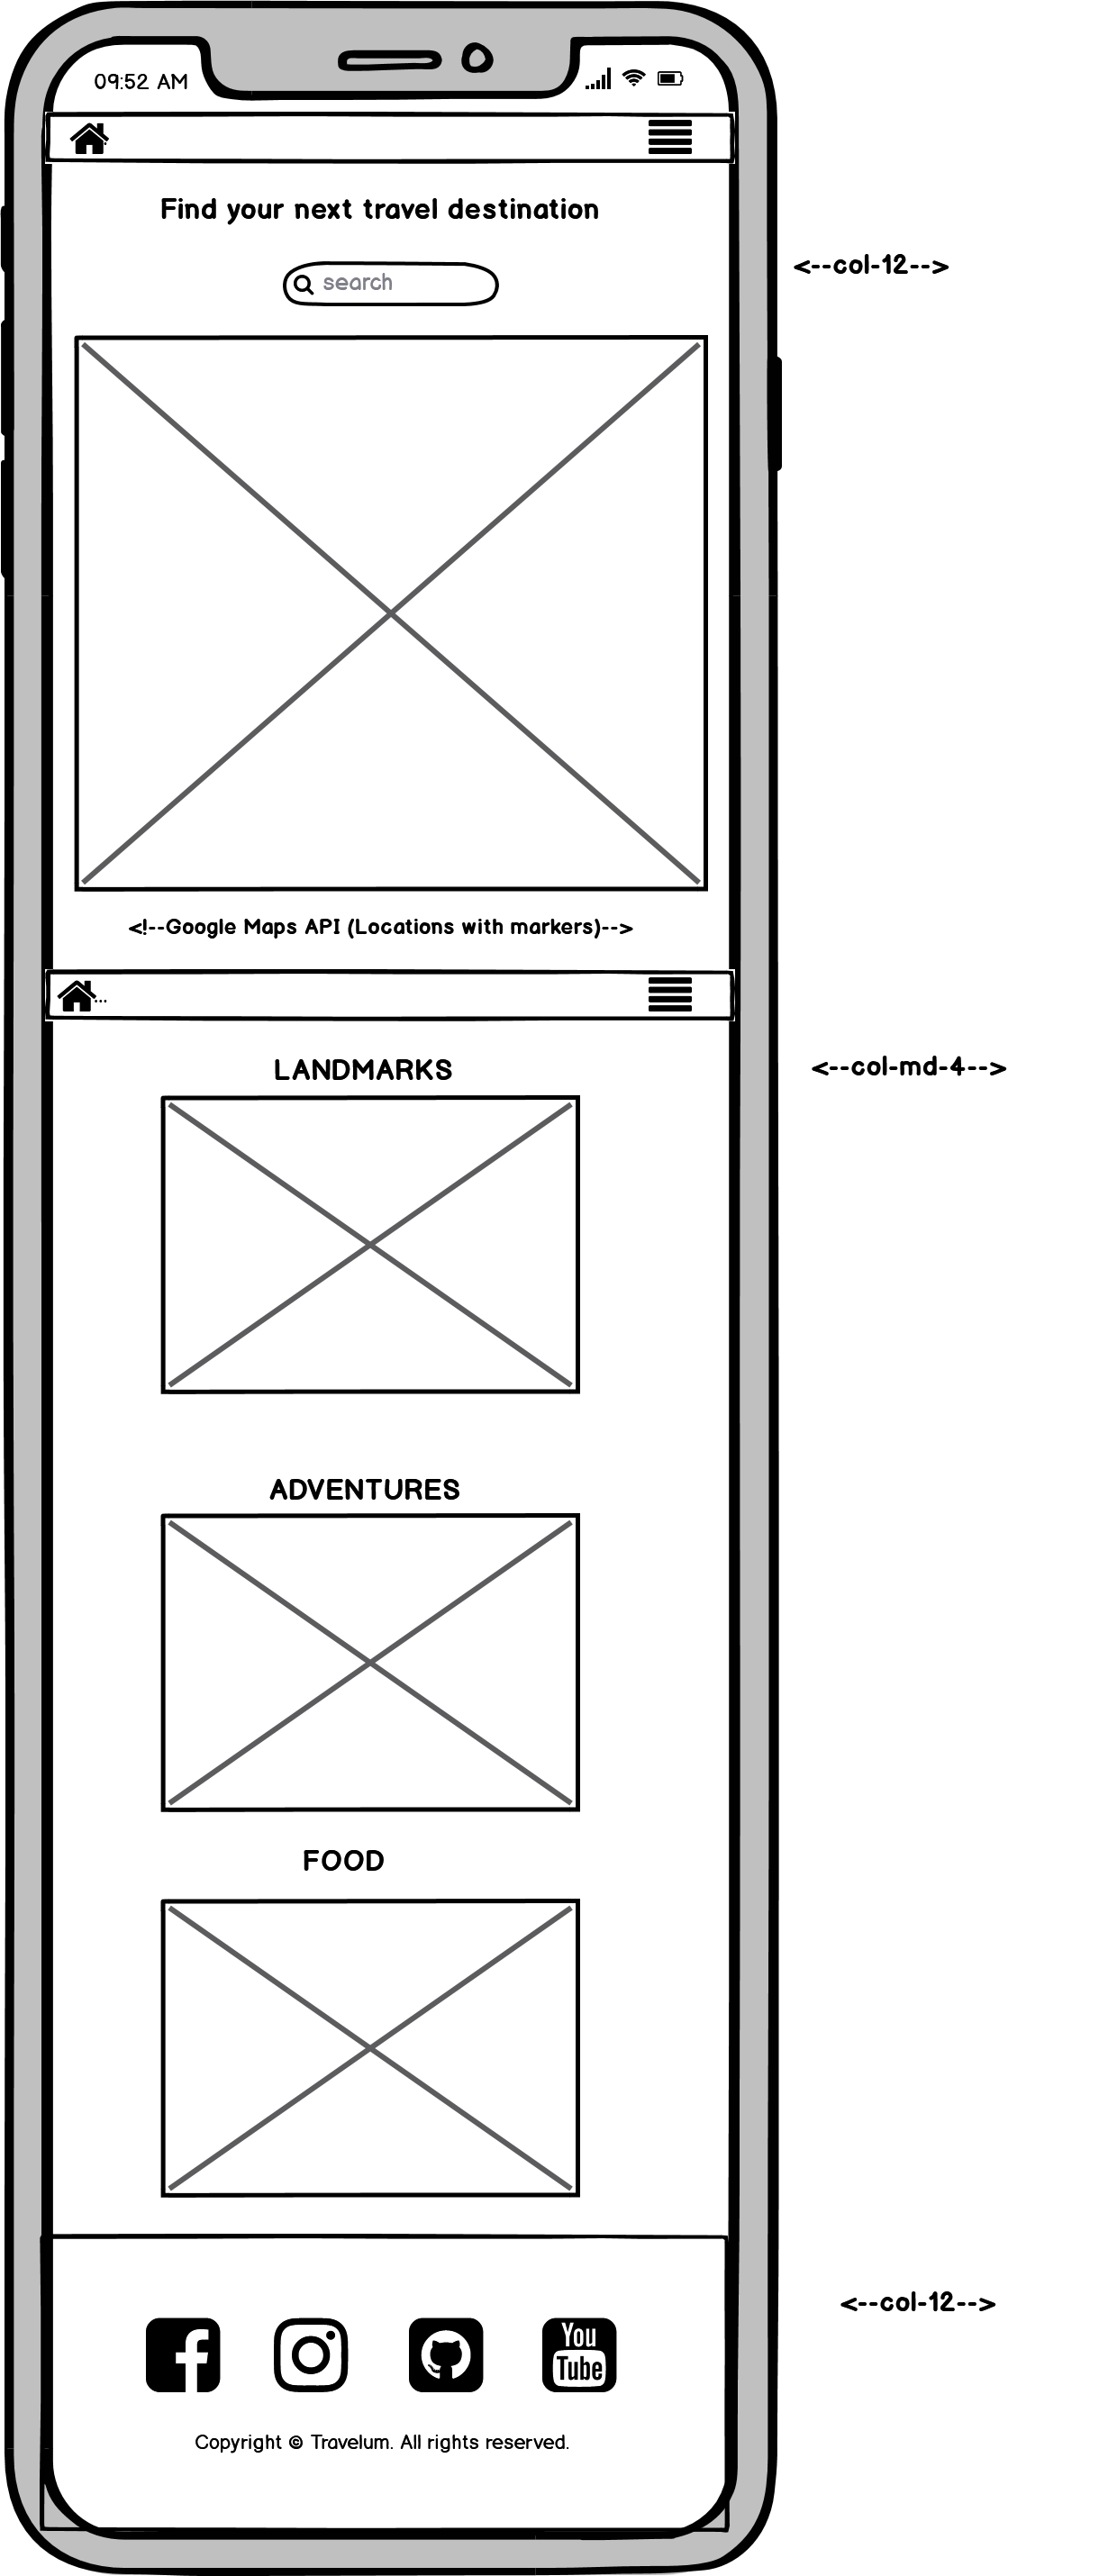 09:52 AM
Find your next travel destination
<--col-12-->
search
<!--Google Maps API (Locations with markers)-->
...
<--col-md-4-->
LANDMARKS
ADVENTURES
FOOD
<--col-12-->
You
Tube
Copyright © Travelum. All rights reserved.